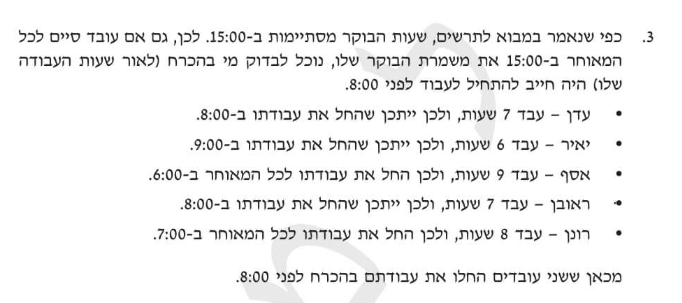 3. כפי שנאמר במבוא לתרשים, שעות הבוקר מסתיימות ב-15:00. לכן, גם אם עובד סיים לכל
המאוחר ב-15:00 את משמרת הבוקר שלו, נוכל לבדוק מי בהכרח (לאור שעות העבודה
שלו) היה חייב להתחיל לעבוד לפני 8:00.
• עדן – עבד 7 שעות, ולכן ייתכן שהחל את עבודתו ב-8:00.
• יאיר – עבד 6 שעות, ולכן ייתכן שהחל את עבודתו ב-9:00.
• אסף – עבד 9 שעות, ולכן החל את עבודתו לכל המאוחר ב-6:00.
• ראובן – עבד 7 שעות, ולכן ייתכן שהחל את עבודתו ב-8:00.
• רונן – עבד 8 שעות, ולכן החל את עבודתו לכל המאוחר ב-7:00.
מכאן ששני עובדים החלו את עבודתם בהכרח לפני 8:00.